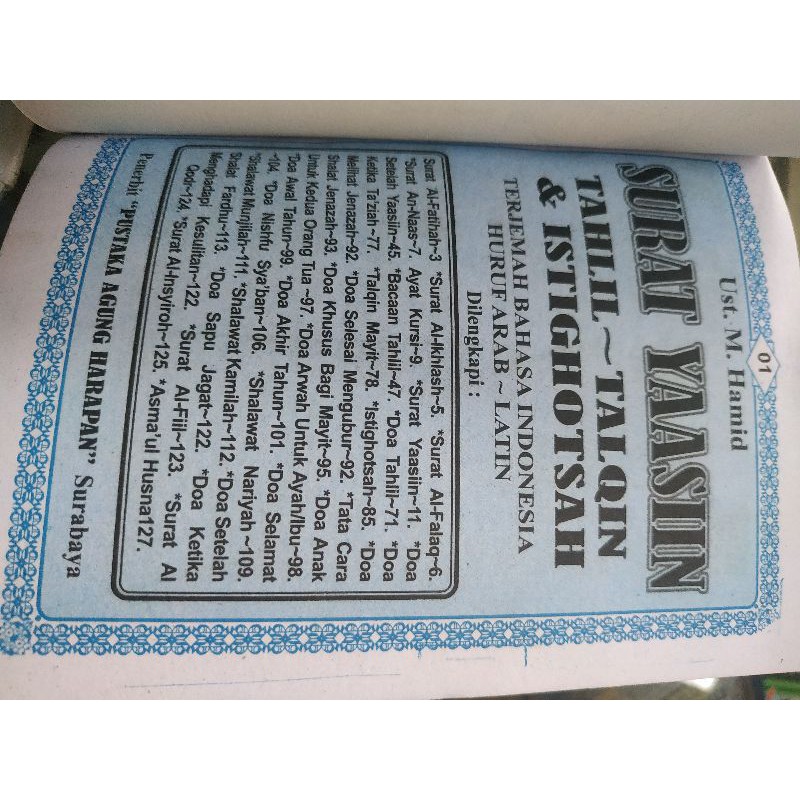 01
Ust. M. Hamid
SURAT YAASIIN
TAHLIL ~ TALQIN
& ISTIGHOTSAH
TERJEMAH BAHASA INDONESIA
HURUF ARAB ~ LATIN
Dilengkapi :
Surat Al-Fatihah~3 *Surat Al-Ikhlash~5. *Surat Al-Falaq~6.
*Surat An-Naas~7. Ayat Kursi~9. *Surat Yaasiin~11. *Doa
Setelah Yaasiin~45. *Bacaan Tahlil~47. *Doa Tahlil~71. *Doa
Ketika Ta'ziah~77. *Talqin Mayit~78. *Istighotsah~85. *Doa
Melihat Jenazah~92. *Doa Selesai Mengubur~92. *Tata Cara
Shalat Jenazah~93. *Doa Khusus Bagi Mayit~95. *Doa Anak
Untuk Kedua Orang Tua~97. *Doa Arwah Untuk Ayah/Ibu~98.
*Doa Awal Tahun~99. *Doa Akhir Tahun~101. *Doa Selamat
~104. *Doa Nishfu Sya'ban~106. *Shalawat Nariyah~109.
*Shalawat Munjilah~111. *Shalawat Kamilah~112. *Doa Setelah
Shalat Fardhu~113. *Doa Sapu Jagat~122. *Doa Ketika
Menghadapi Kesulitan~122. *Surat Al-Fiil~123. *Surat Al
Qodr~124. *Surat Al-Insyiroh~125. *Asma'ul Husna127.
Penerbit "PUSTAKA AGUNG HARAPAN" Surabaya